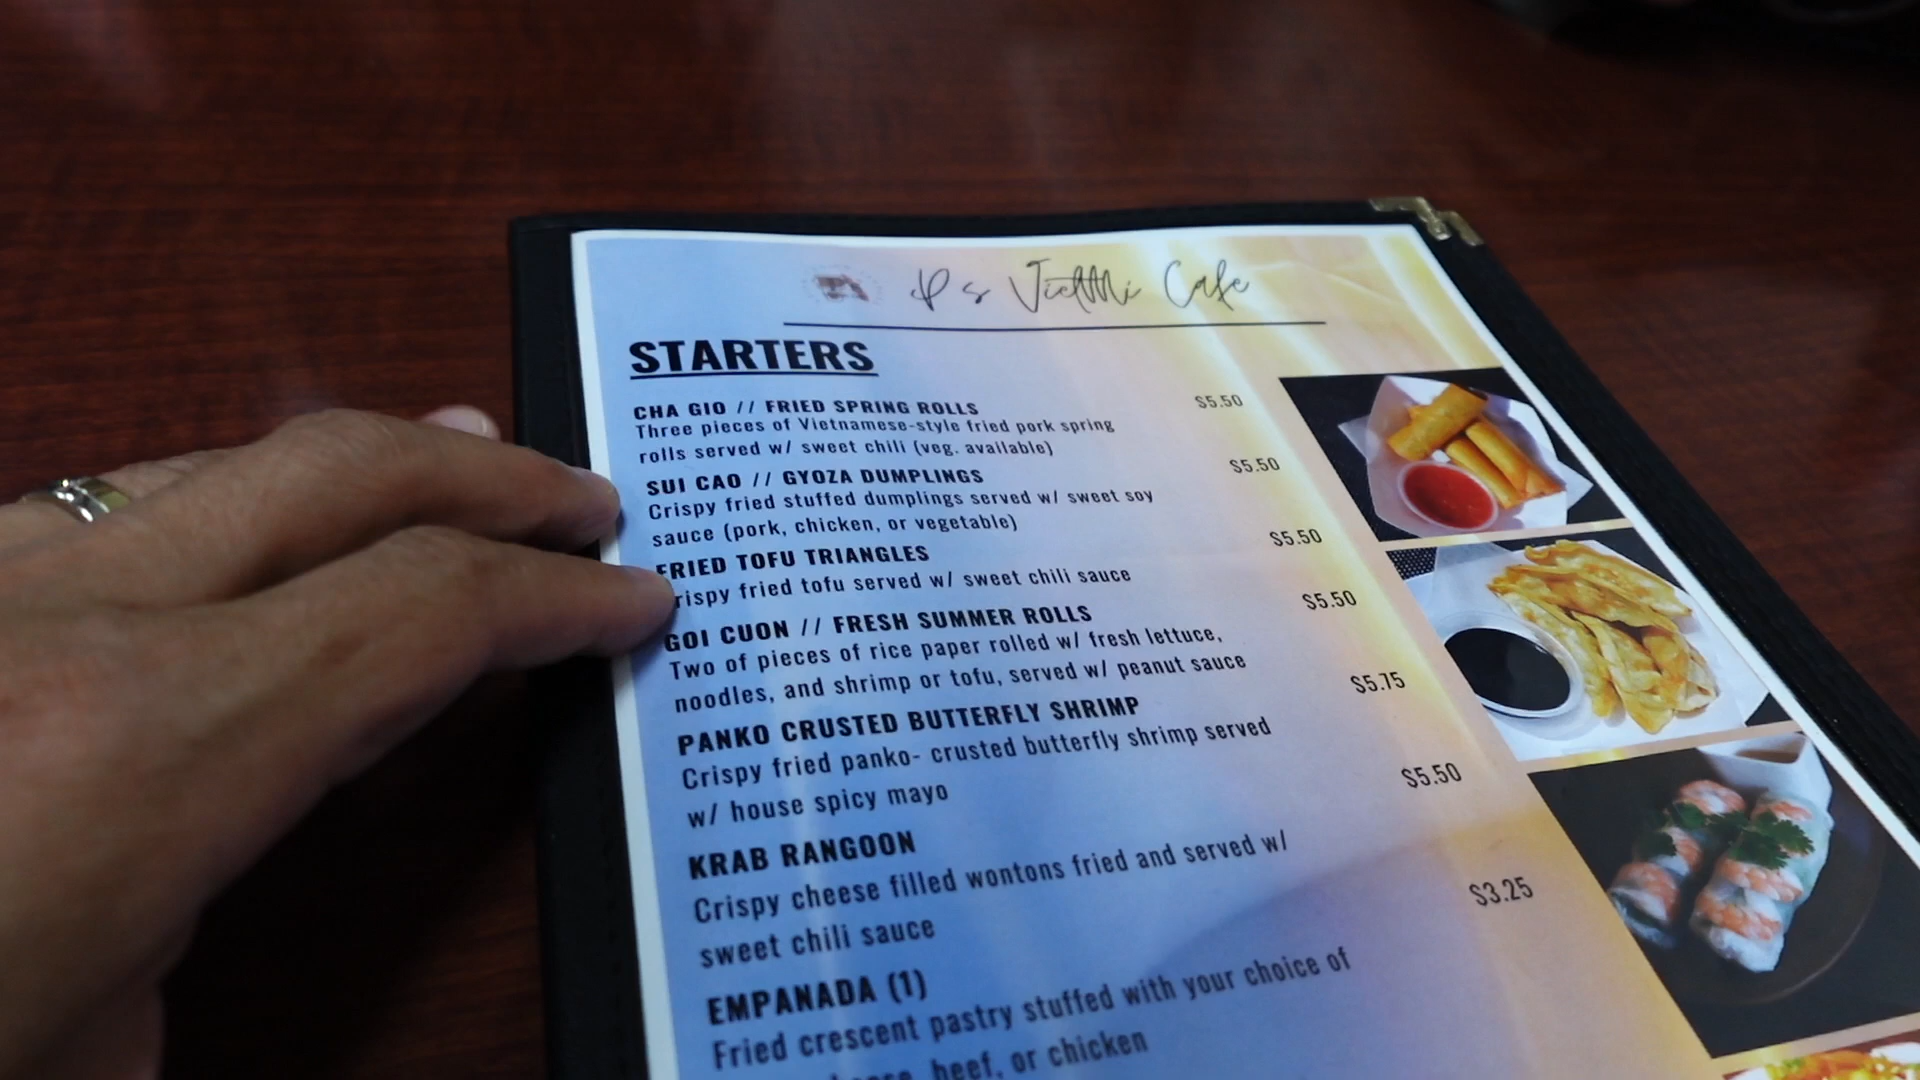 P's VietMi Cafe
STARTERS
CHA GIO // FRIED SPRING ROLLS $5.50
Three pieces of Vietnamese-style fried pork spring
rolls served w/ sweet chili (veg. available)
SUI CAO // GYOZA DUMPLINGS $5.50
Crispy fried stuffed dumplings served w/ sweet soy
sauce (pork, chicken, or vegetable)
FRIED TOFU TRIANGLES $5.50
rispy fried tofu served w/ sweet chili sauce
GOI CUON // FRESH SUMMER ROLLS $5.50
Two of pieces of rice paper rolled w/ fresh lettuce,
noodles, and shrimp or tofu, served w/ peanut sauce
PANKO CRUSTED BUTTERFLY SHRIMP $5.75
Crispy fried panko- crusted butterfly shrimp served
w/ house spicy mayo
KRAB RANGOON $5.50
Crispy cheese filled wontons fried and served w/
sweet chili sauce
EMPANADA (1) $3.25
Fried crescent pastry stuffed with your choice of
beef, or chicken